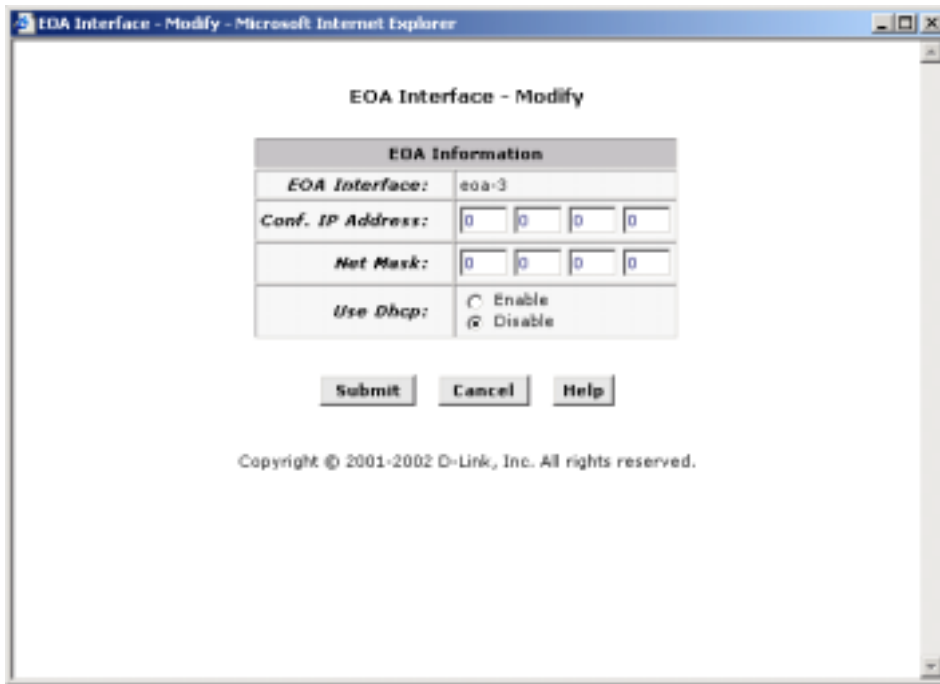 EOA Interface - Modify - Microsoft Internet Explorer
EOA Interface - Modify
EOA Information
EOA Interface: eoa-3
Conf. IP Address: 0 0 0 0
Net Mask: 0 0 0 0
Use Dhcp: Enable
Disable
Submit Cancel Help
Copyright © 2001-2002 D-Link, Inc. All rights reserved.